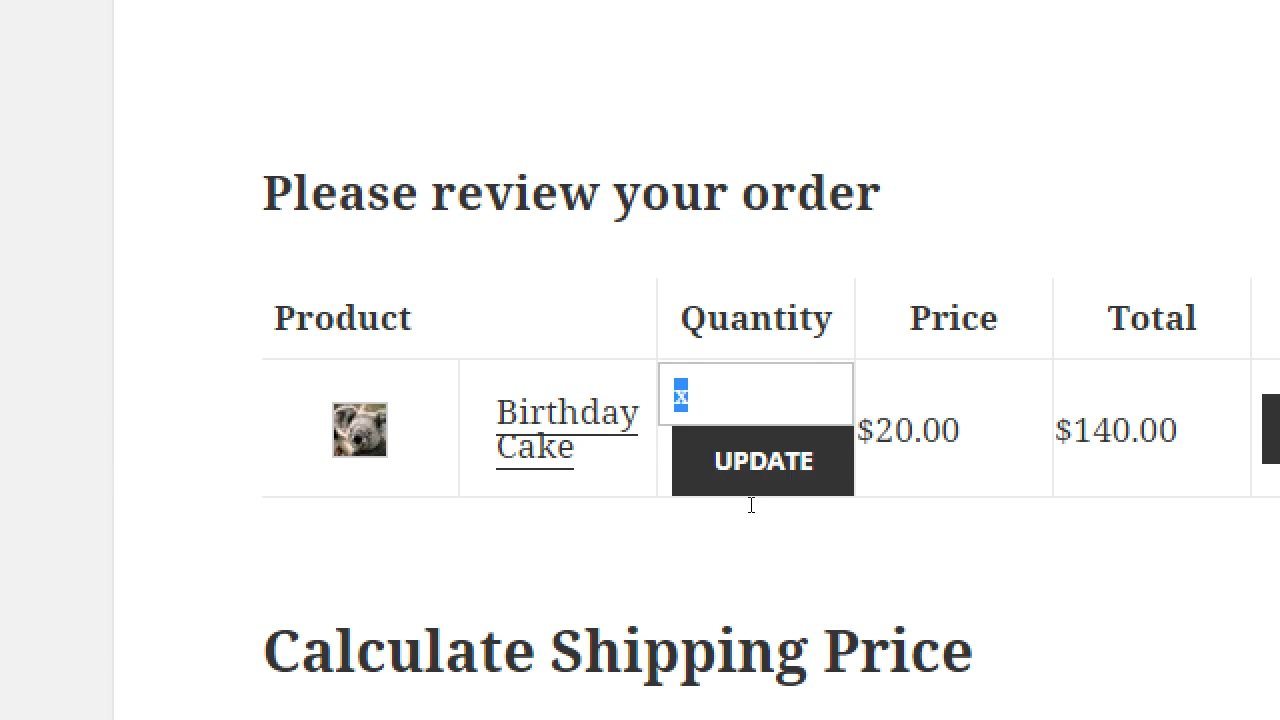 Please review your order
Product Quantity Price Total
x
Birthday
Cake
$20.00 $140.00
UPDATE
Calculate Shipping Price